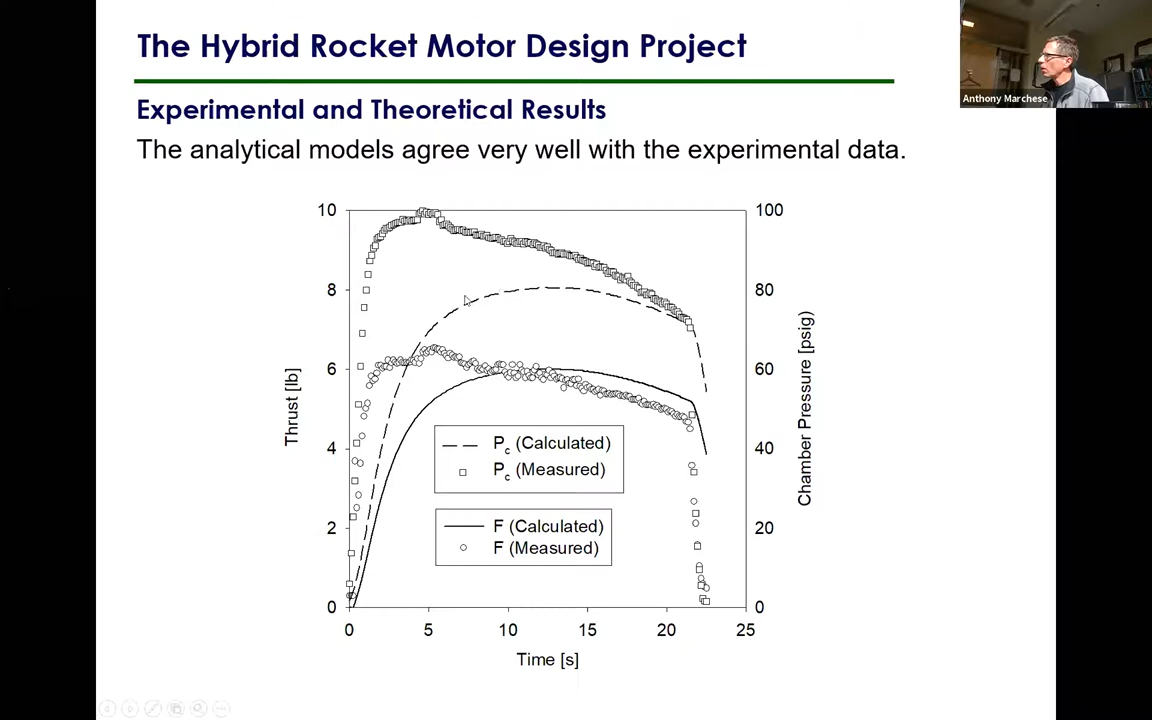 The Hybrid Rocket Motor Design Project
Anthony Marchese
Experimental and Theoretical Results
The analytical models agree very well with the experimental data.
10
8
6
4
2
0
Thrust [lb]
100
80
60
40
20
0
Chamber Pressure [psig]
Pc (Calculated)
Pc (Measured)
F (Calculated)
F (Measured)
0 5 10 15 20 25
Time [s]